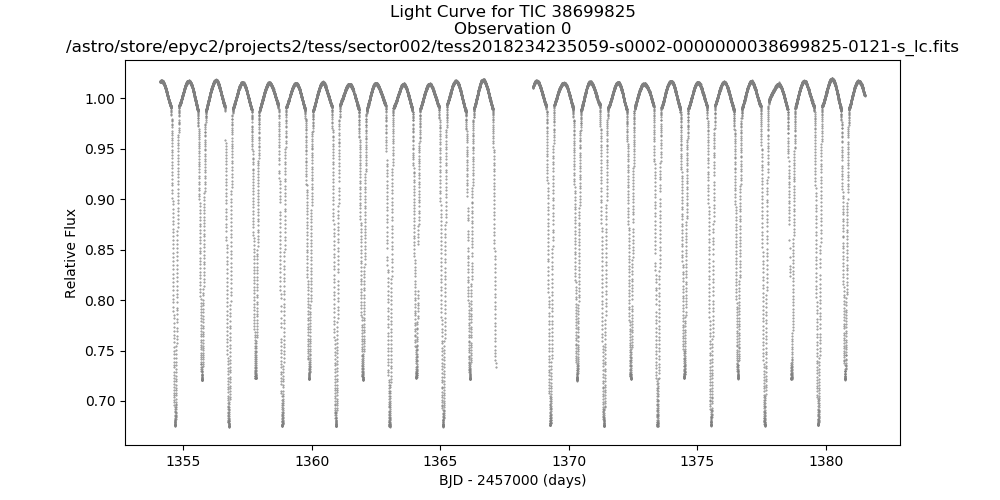 Light Curve for TIC 38699825
Observation 0
/astro/store/epyc2/projects2/tess/sector002/tess2018234235059-s0002-0000000038699825-0121-s_lc.fits
1.00
0.95
0.90
0.85
0.80
0.75
0.70
Relative Flux
1355 1360 1365 1370 1375 1380
BJD - 2457000 (days)